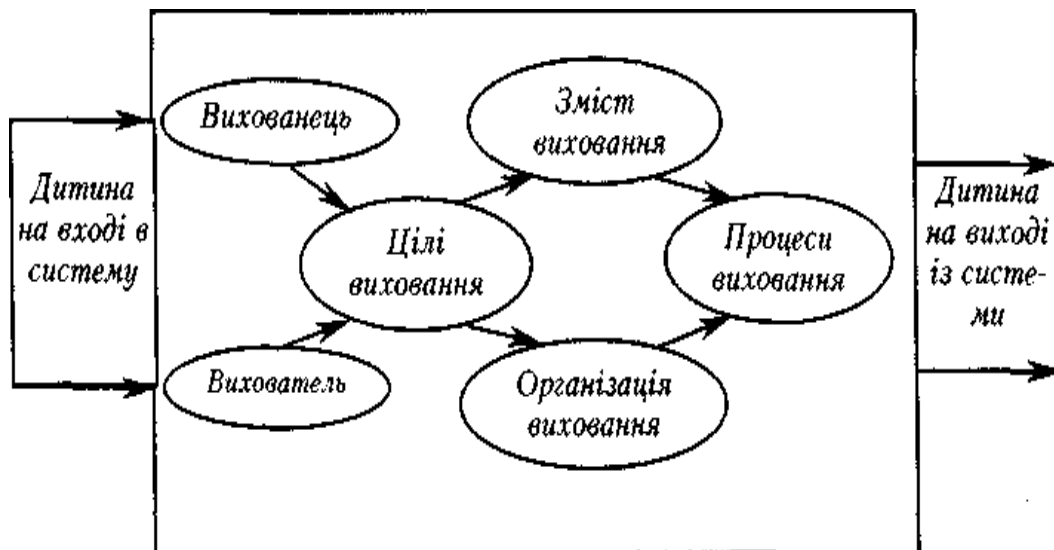 Дитина
на вході в
систему
Вихованець
Вихователь
Цілі
виховання
Зміст
виховання
Організація
виховання
Процеси
виховання
Дитина
на виході
із систе-
ми